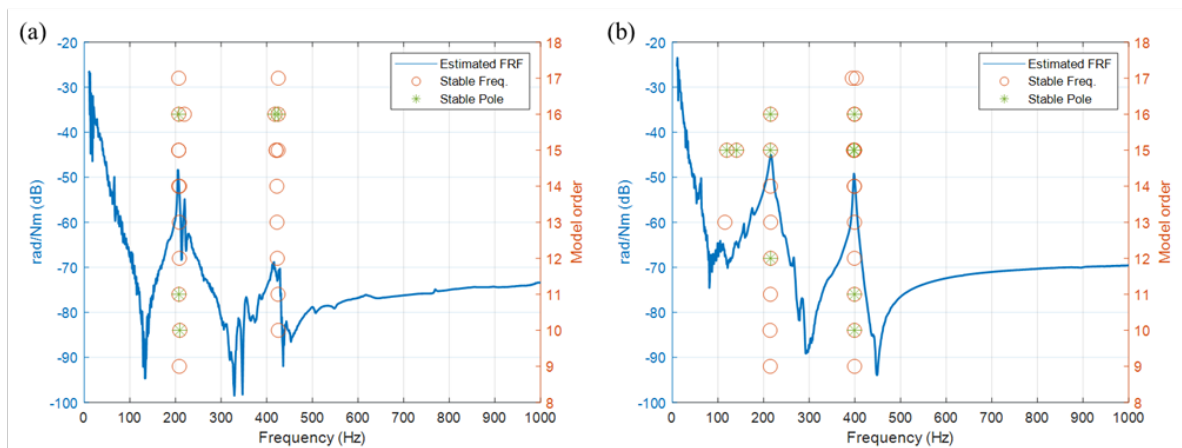 (a)
-20
-30
-40
-50
-60
-70
-80
-90
-100
rad/Nm (dB)
18
17
16
15
14
13
12
11
10
9
8
Model order
Estimated FRF
Stable Freq.
Stable Pole
0 100 200 300 400 500 600 700 800 900 1000
Frequency (Hz)
(b)
-20
-30
-40
-50
-60
-70
-80
-90
-100
rad/Nm (dB)
18
17
16
15
14
13
12
11
10
9
8
Model order
Estimated FRF
Stable Freq.
Stable Pole
0 100 200 300 400 500 600 700 800 900 1000
Frequency (Hz)